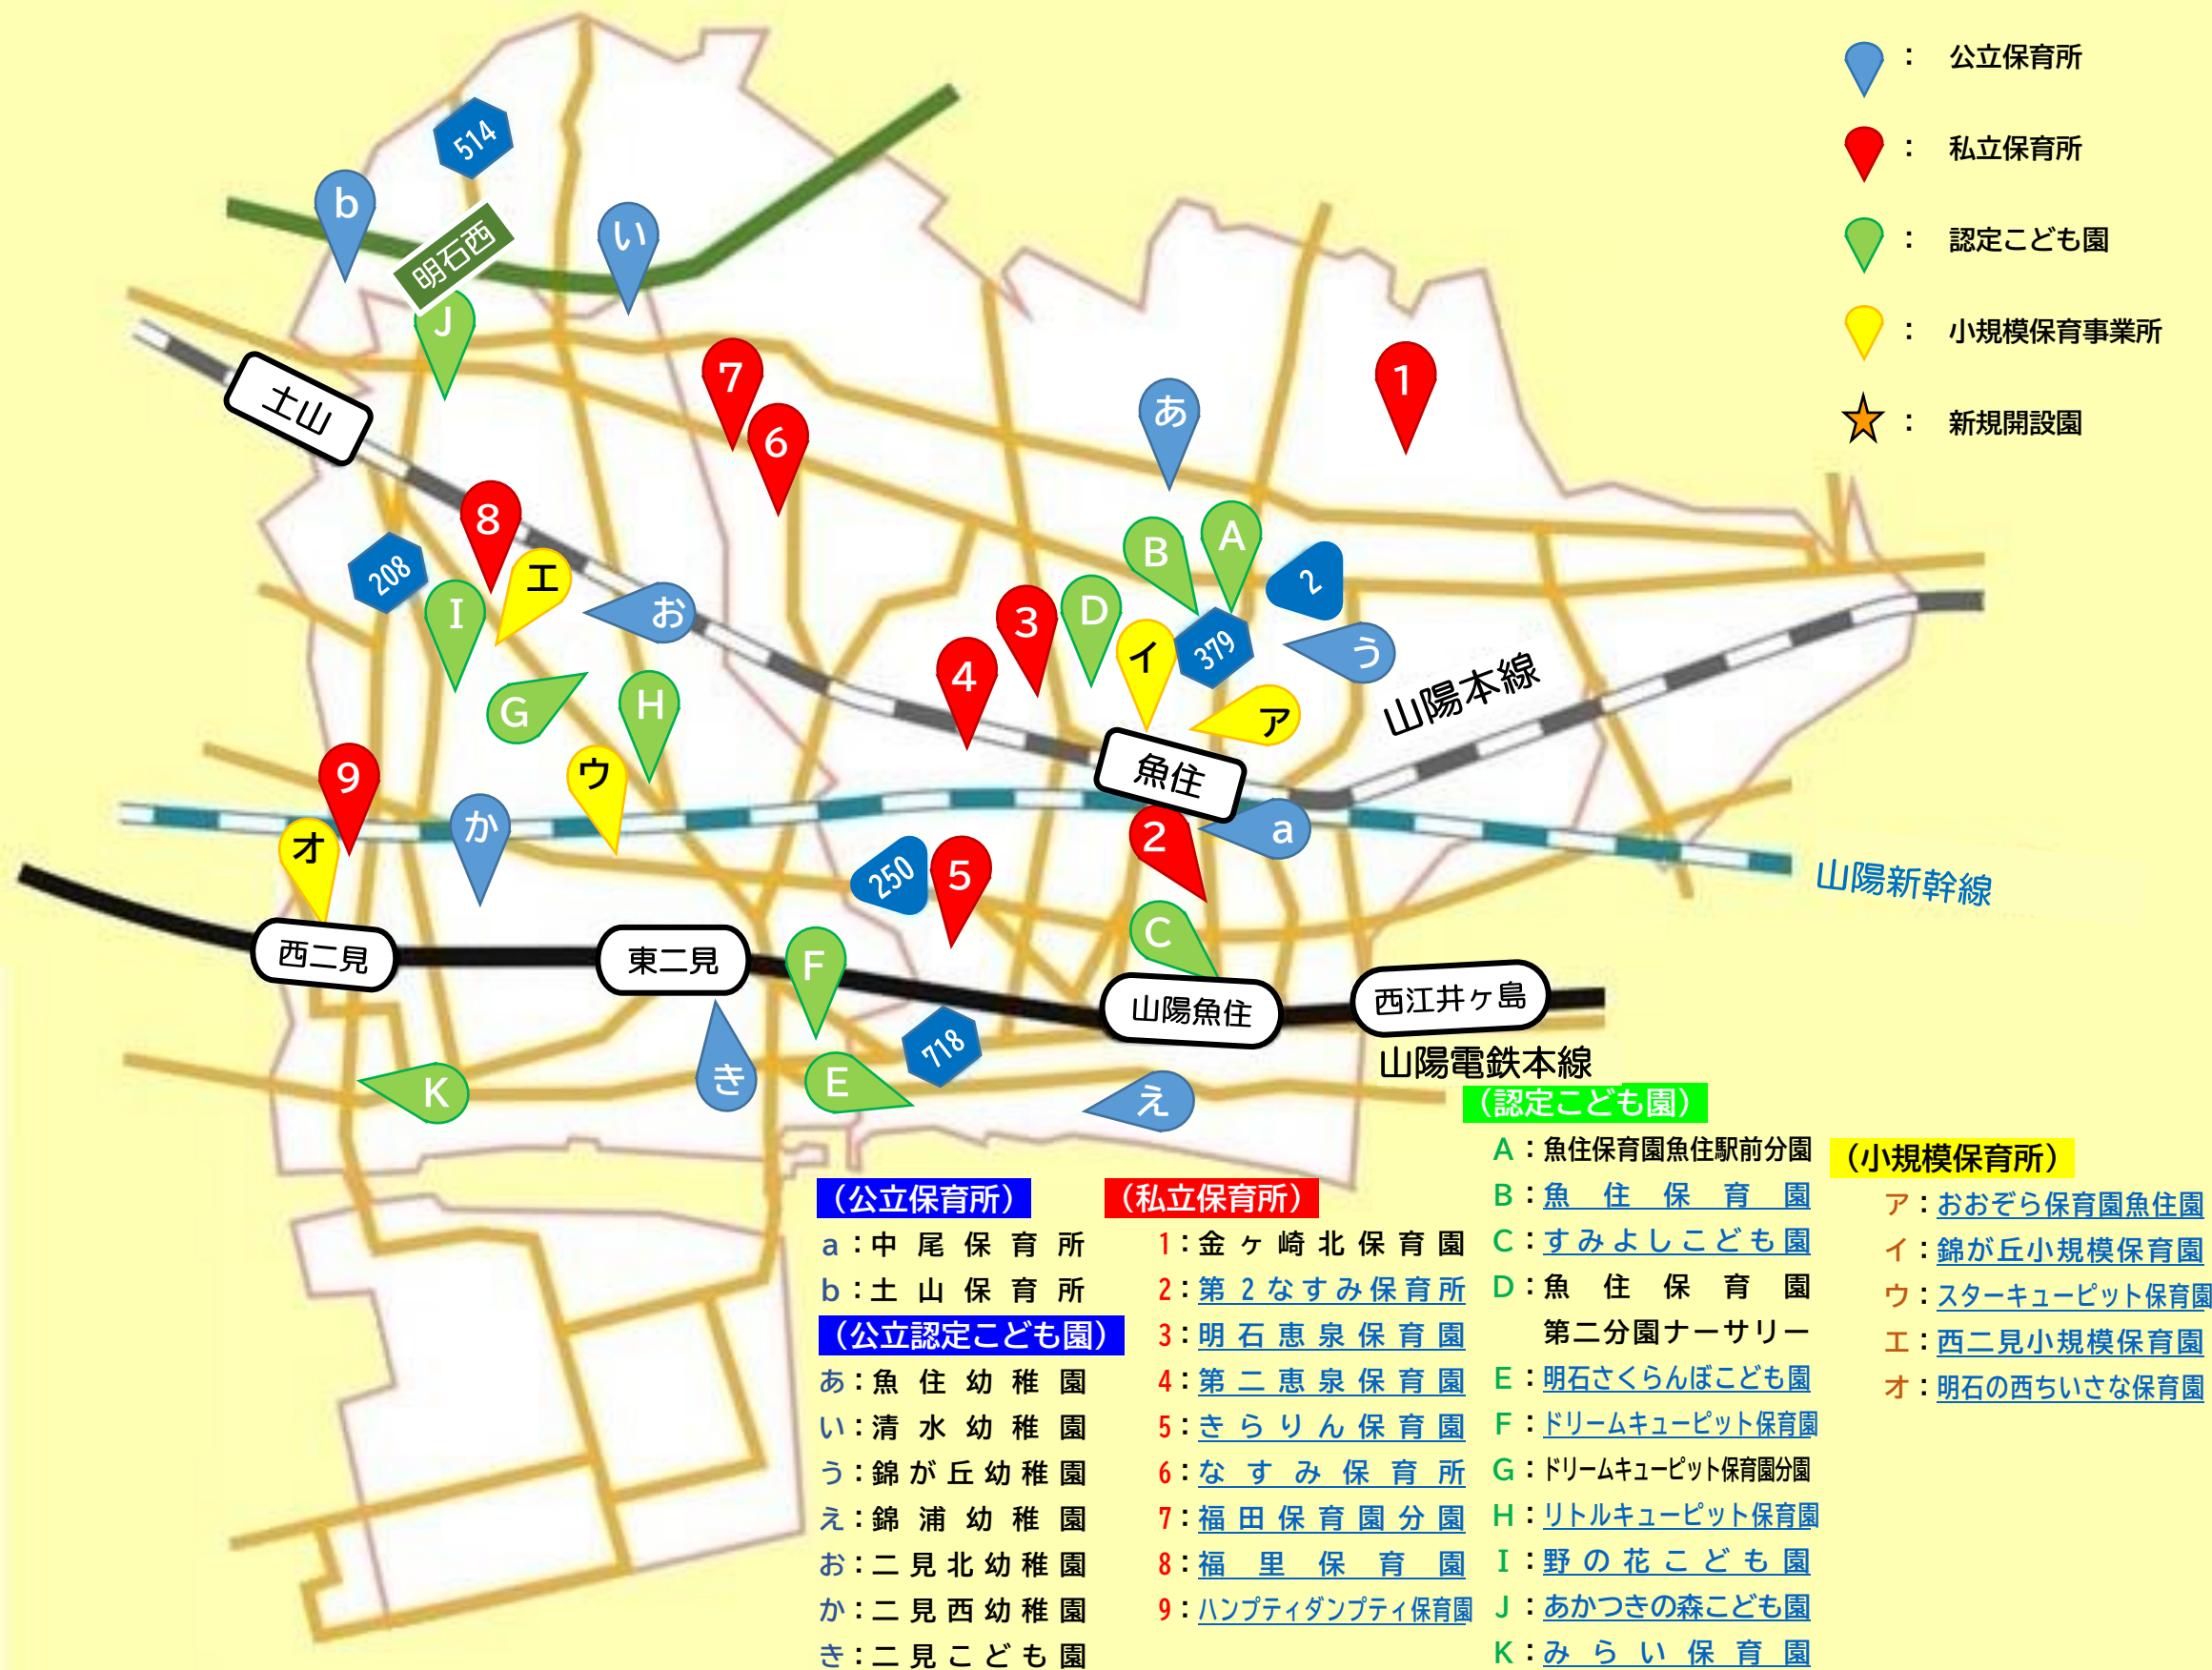 ： 公立保育所
： 私立保育所
： 認定こども園
： 小規模保育事業所
： 新規開設園
514
b
い
明石西
J
土山
7
6
あ
1
8
エ
208
I
お
B
A
2
D
3
イ
379
う
4
G
H
ア
山陽本線
魚住
9
ウ
か
オ
2
a
250
5
山陽新幹線
C
西二見
東二見
F
山陽魚住
西江井ヶ島
718
山陽電鉄本線
K
き
E
え
（公立保育所）
a：中尾保育所
b：土山保育所
（公立認定こども園）
あ：魚住幼稚園
い：清水幼稚園
う：錦が丘幼稚園
え：錦浦幼稚園
お：二見北幼稚園
か：二見西幼稚園
き：二見こども園
（私立保育所）
1：金ヶ崎北保育園
2：第2なすみ保育所
3：明石恵泉保育園
4：第二恵泉保育園
5：きらりん保育園
6：なすみ保育所
7：福田保育園分園
8：福里保育園
9：ハンプティダンプティ保育園
（認定こども園）
A：魚住保育園魚住駅前分園
B：魚住保育園
C：すみよしこども園
D：魚住保育園
第二分園ナーサリー
E：明石さくらんぼこども園
F：ドリームキューピット保育園
G：ドリームキューピット保育園分園
H：リトルキューピット保育園
I：野の花こども園
J：あかつきの森こども園
K：みらい保育園
（小規模保育所）
ア：おおぞら保育園魚住園
イ：錦が丘小規模保育園
ウ：スターキューピット保育園
エ：西二見小規模保育園
オ：明石の西ちいさな保育園